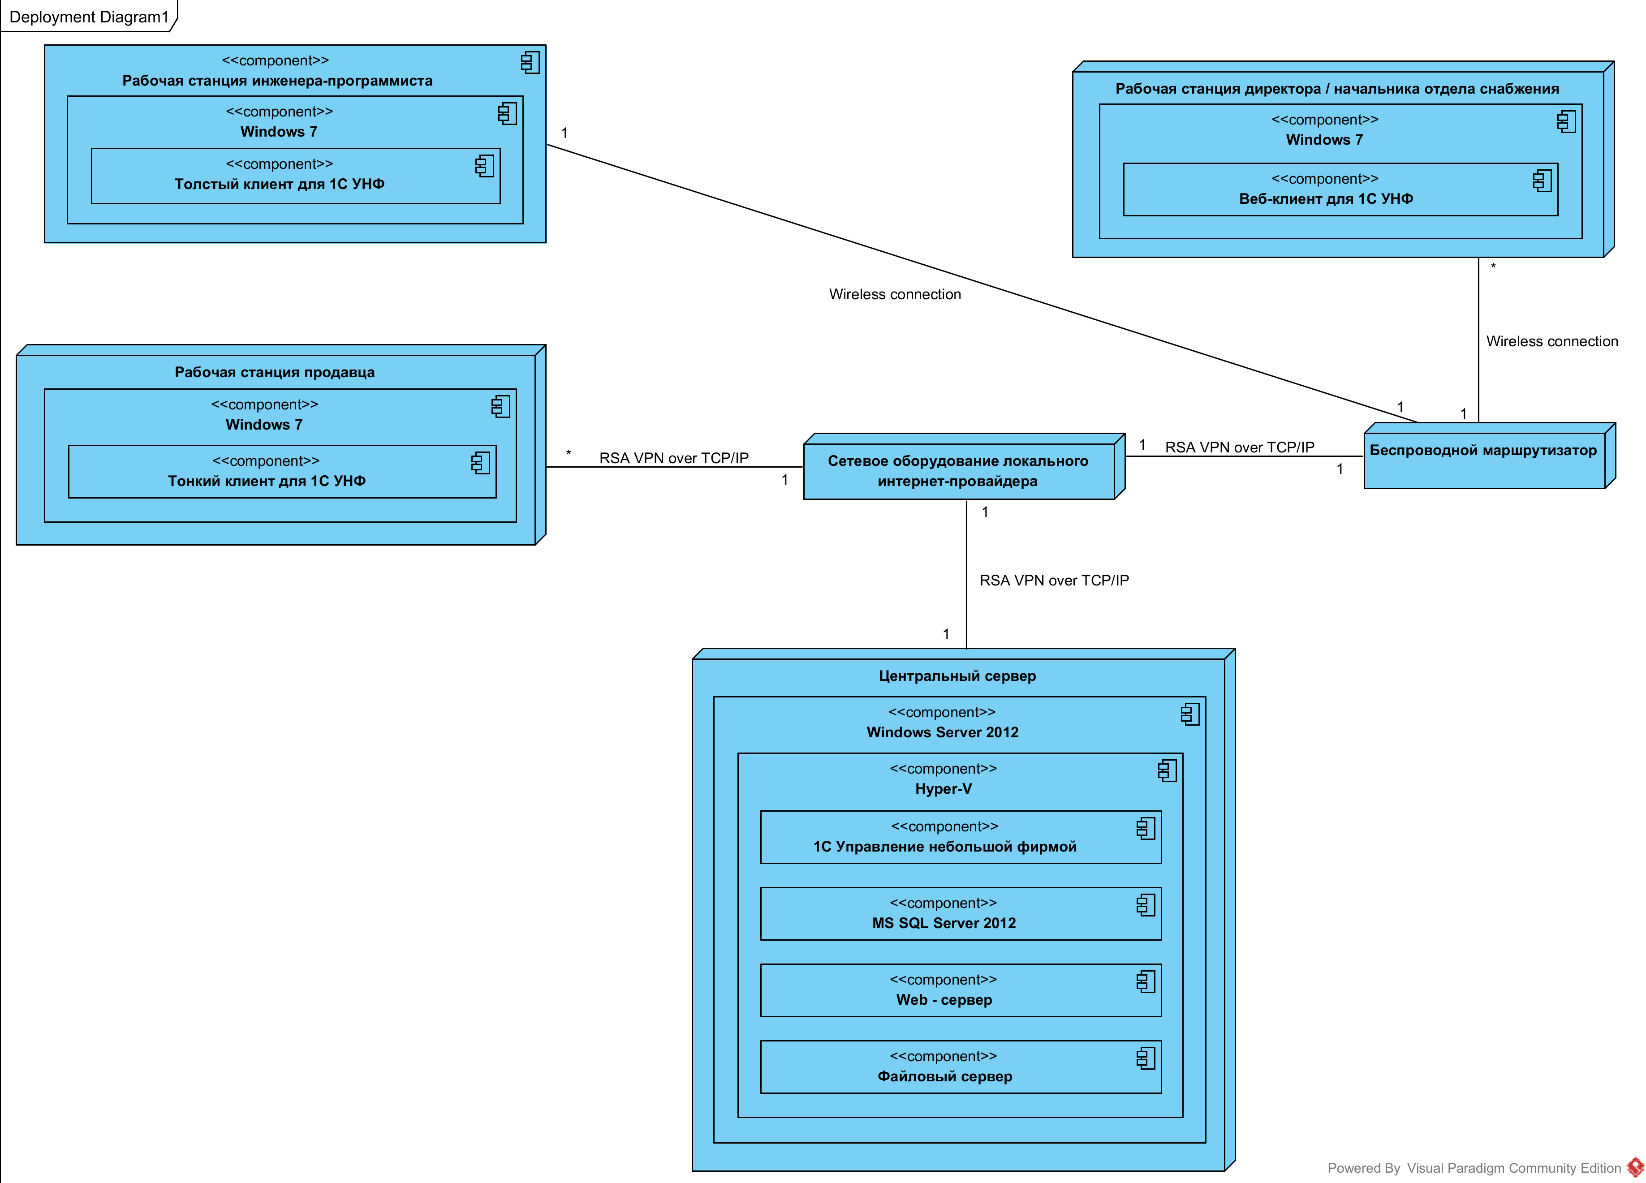 Deployment Diagram1
<<component>>
Рабочая станция инженера-программиста
<<component>>
Windows 7
<<component>>
Толстый клиент для 1С УНФ
1
Рабочая станция директора / начальника отдела снабжения
<<component>>
Windows 7
<<component>>
Веб-клиент для 1С УНФ
*
Wireless connection
Wireless connection
1
1
Рабочая станция продавца
<<component>>
Windows 7
<<component>>
Тонкий клиент для 1С УНФ
*
RSA VPN over TCP/IP
1
Сетевое оборудование локального
интернет-провайдера
1
RSA VPN over TCP/IP
1
Беспроводной маршрутизатор
1
RSA VPN over TCP/IP
1
Центральный сервер
<<component>>
Windows Server 2012
<<component>>
Hyper-V
<<component>>
1С Управление небольшой фирмой
<<component>>
MS SQL Server 2012
<<component>>
Web - сервер
<<component>>
Файловый сервер
Powered By Visual Paradigm Community Edition